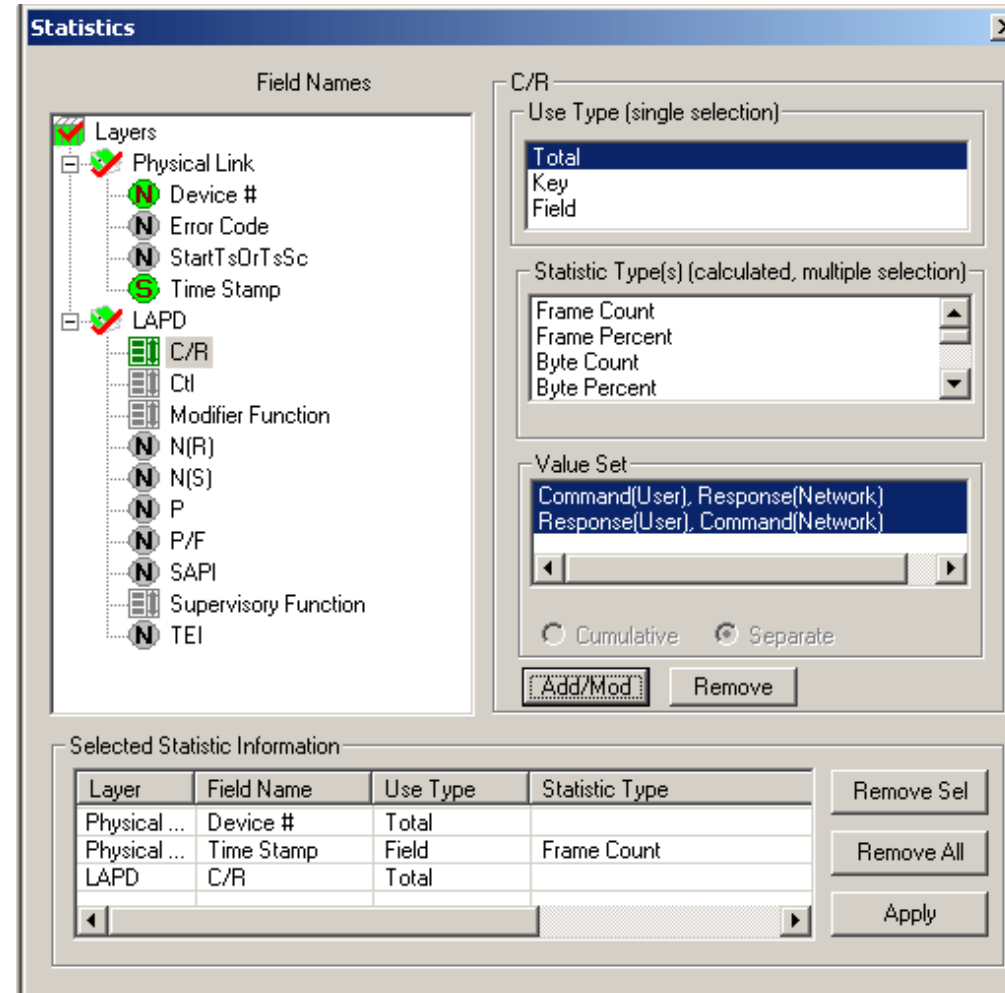 Statistics
Field Names
Layers
Physical Link
N Device #
N Error Code
N StartTsOrTsSc
S Time Stamp
LAPD
C/R
Ctl
Modifier Function
N N(R)
N N(S)
N P
N P/F
N SAPI
Supervisory Function
N TEI
C/R
Use Type (single selection)
Total
Key
Field
Statistic Type(s) (calculated, multiple selection)
Frame Count
Frame Percent
Byte Count
Byte Percent
Value Set
Command(User), Response(Network)
Response(User), Command(Network)
Cumulative Separate
Add/Mod Remove
Selected Statistic Information
Layer Field Name Use Type Statistic Type
Physical ... Device # Total
Physical ... Time Stamp Field Frame Count
LAPD C/R Total
Remove Sel
Remove All
Apply